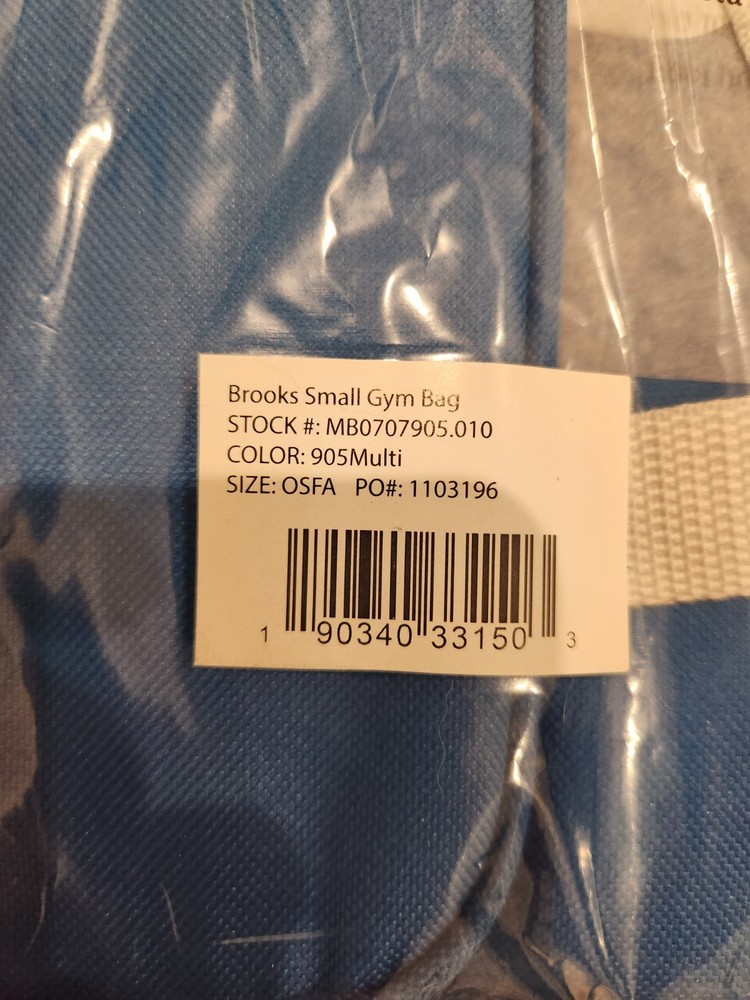 Brooks Small Gym Bag
STOCK #: MB0707905.010
COLOR: 905Multi
SIZE: OSFA PO#: 1103196
1 90340 33150 3